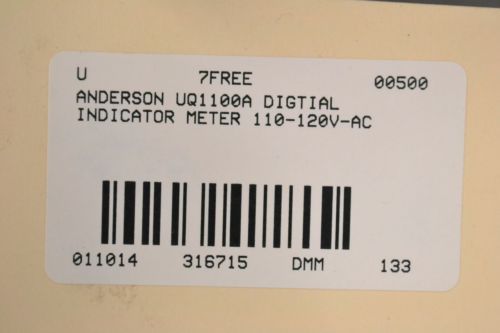 U 7FREE 00500
ANDERSON UQ1100A DIGTIAL
INDICATOR METER 110-120V-AC
011014 316715 DMM 133